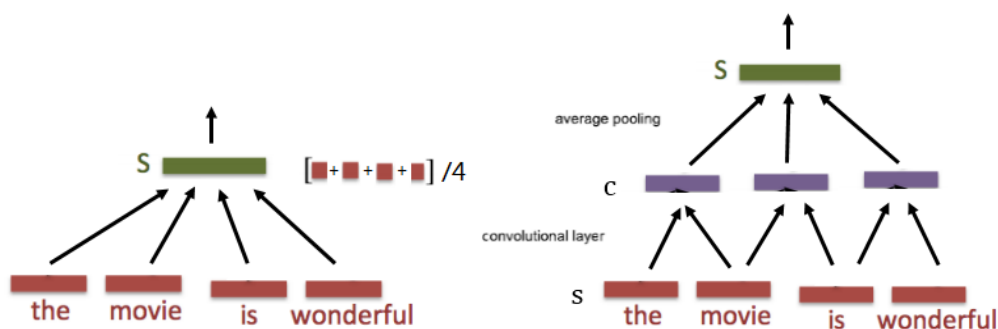 S
[ + + + ] /4
the movie is wonderful
S
average pooling
c
convolutional layer
s the movie is wonderful